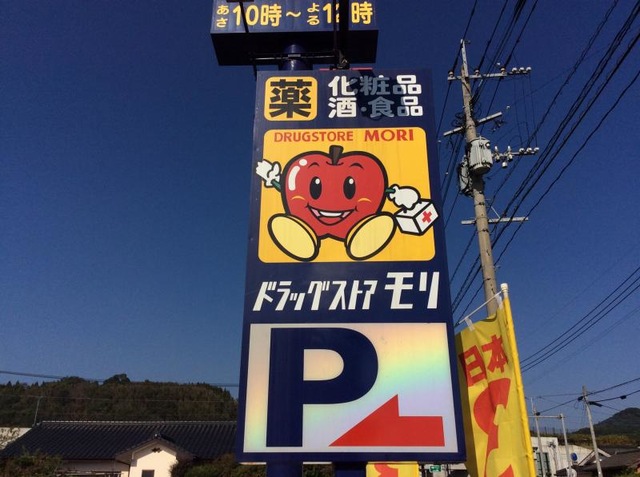 あさ10時～よる1 時
薬
化粧品
酒・食品
DRUGSTORE MORI
ドラッグストア モリ
P
日本